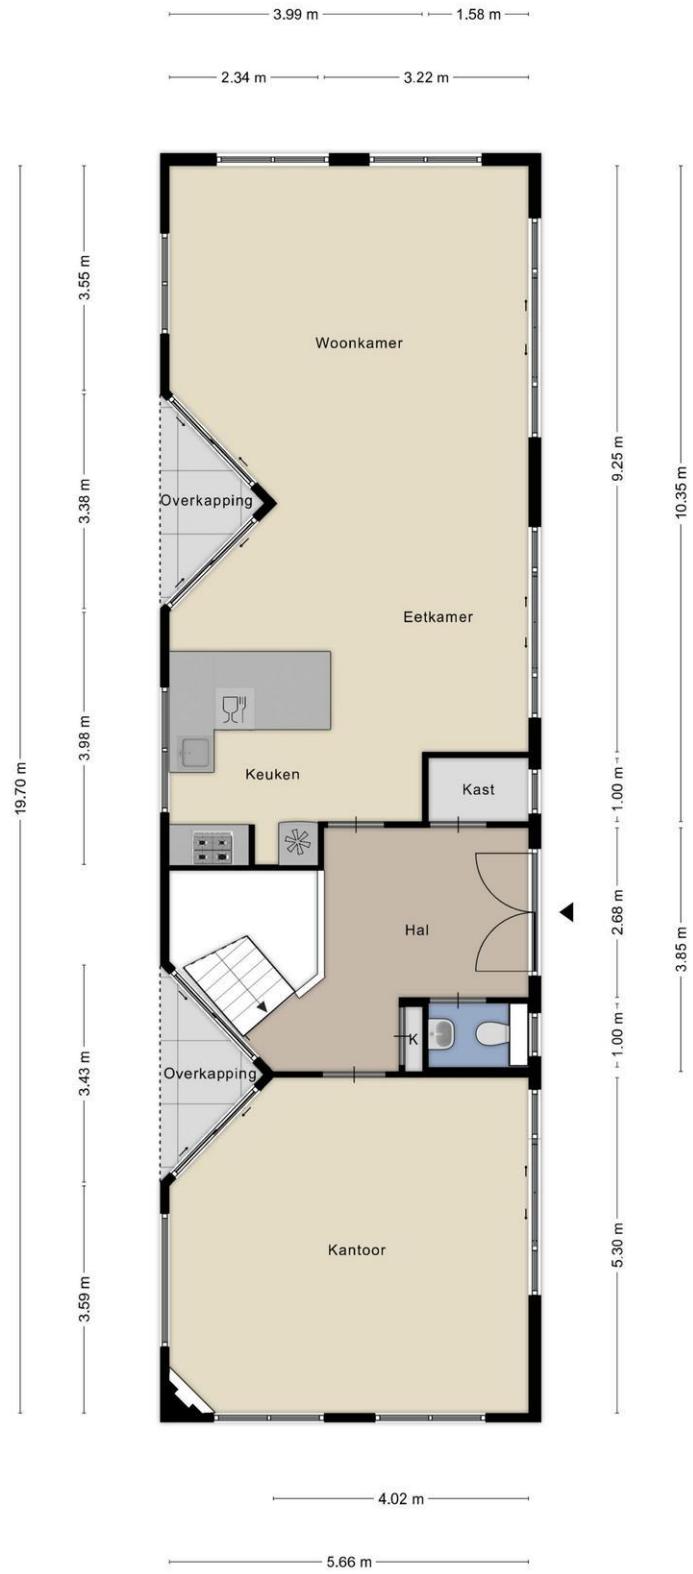 3.99 m
1.58 m
2.34 m
3.22 m
3.55 m
Woonkamer
9.25 m
10.35 m
3.38 m
Overkapping
Eetkamer
3.98 m
Keuken
Kast
1.00 m
19.70 m
Hal
2.68 m
3.85 m
K
1.00 m
3.43 m
Overkapping
Kantoor
5.30 m
3.59 m
4.02 m
5.66 m